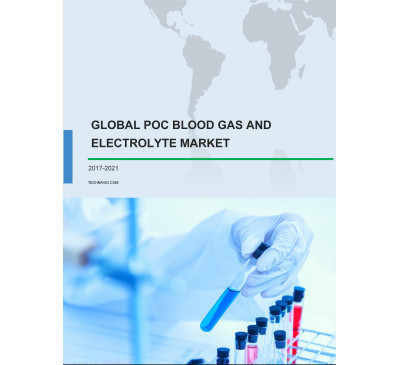 GLOBAL POC BLOOD GAS AND
ELECTROLYTE MARKET
2017-2021
TECHNAVIO.COM